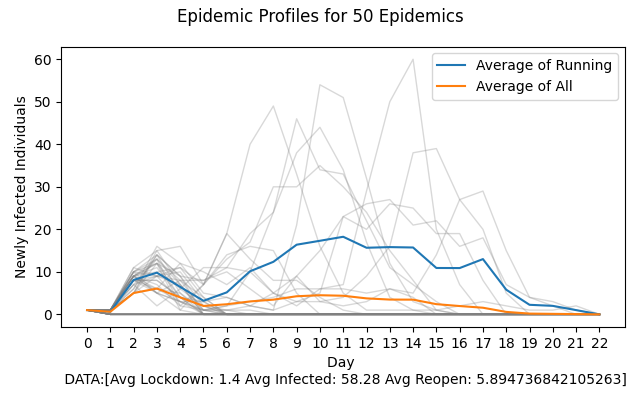 Epidemic Profiles for 50 Epidemics
Newly Infected Individuals
60
50
40
30
20
10
0
Average of Running
Average of All
0 1 2 3 4 5 6 7 8 9 10 11 12 13 14 15 16 17 18 19 20 21 22
Day
DATA:[Avg Lockdown: 1.4 Avg Infected: 58.28 Avg Reopen: 5.894736842105263]